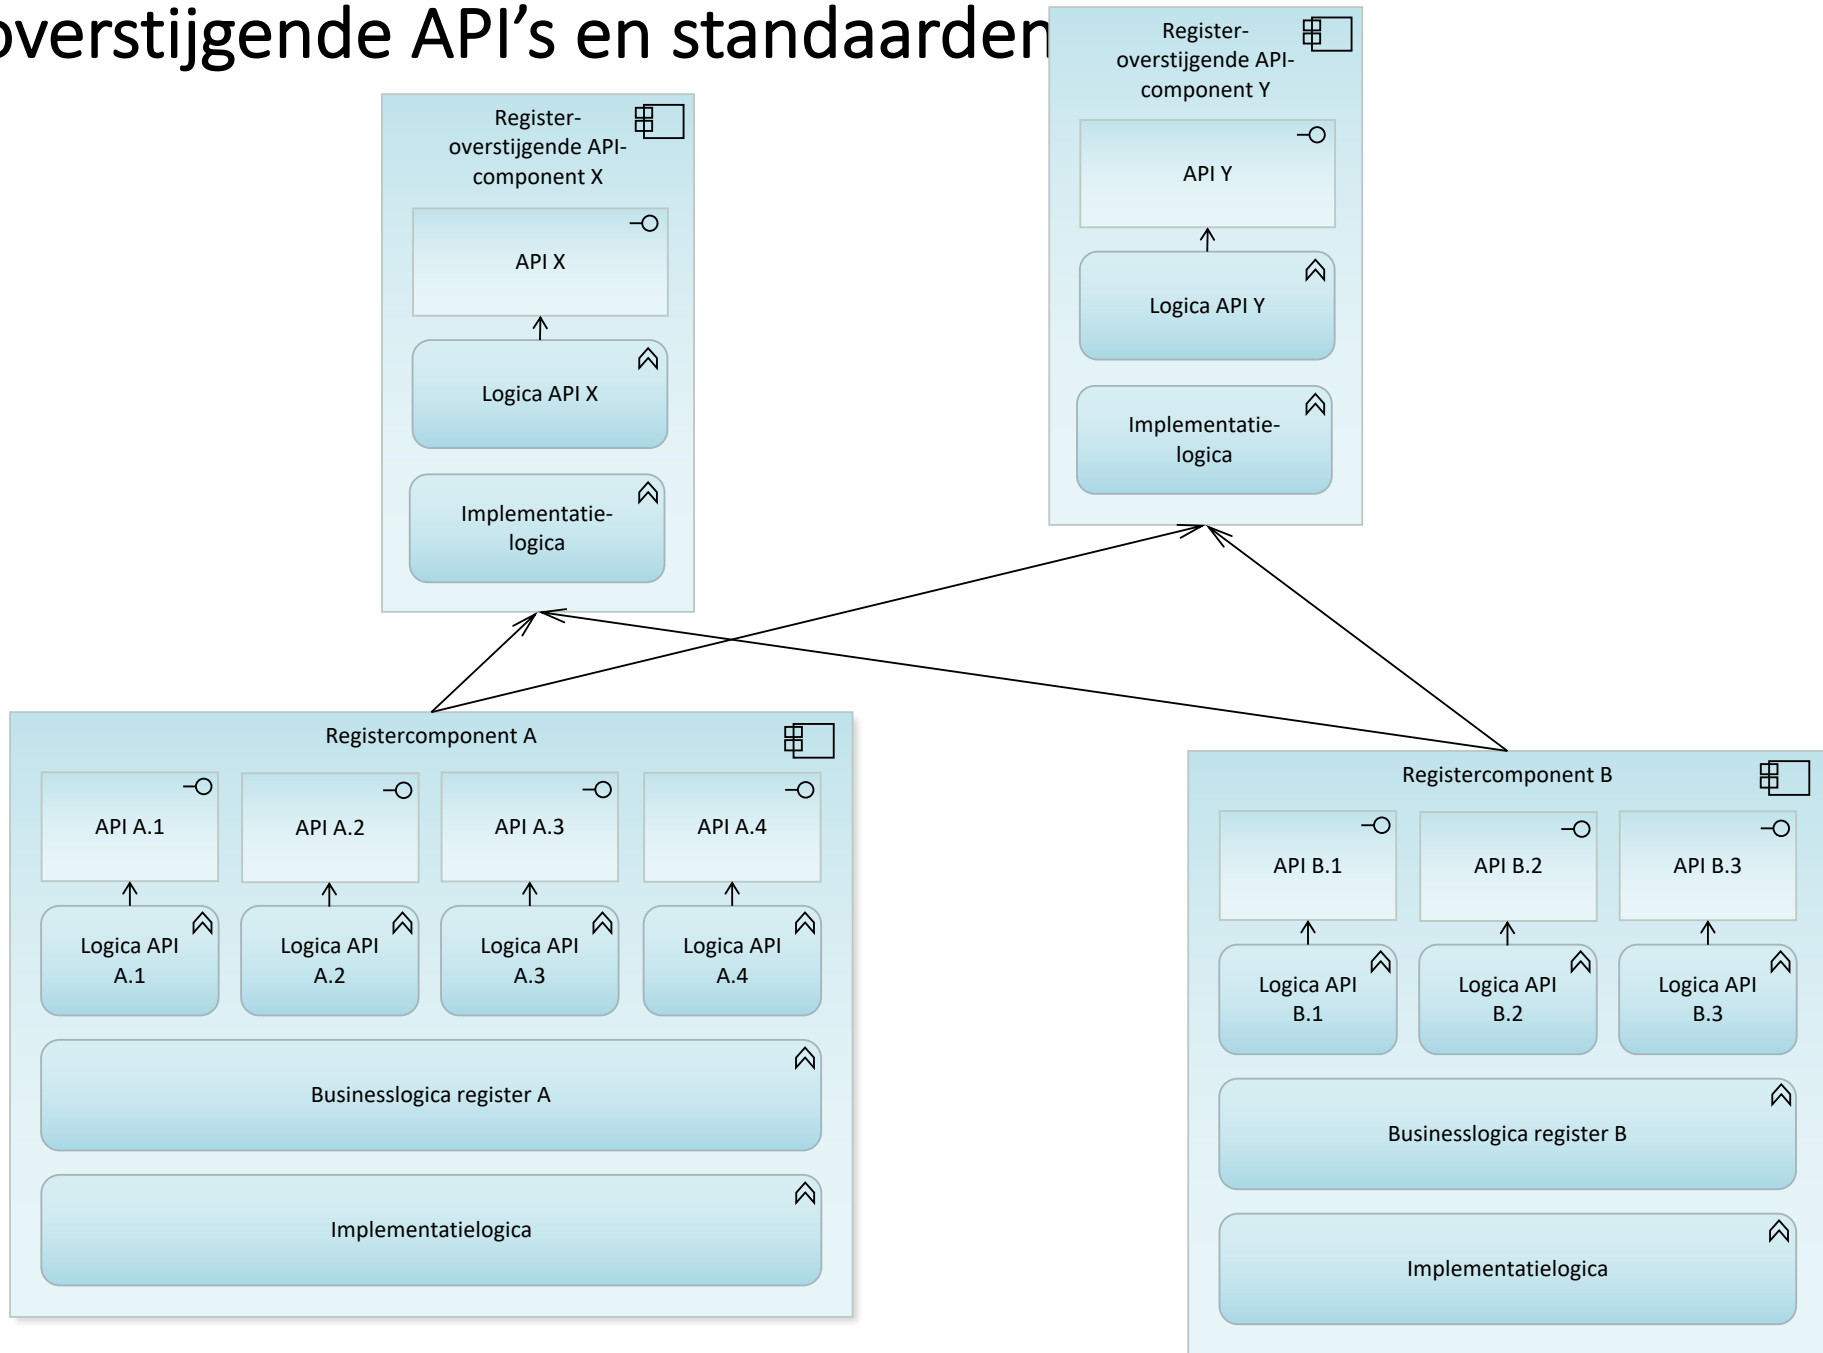 overstijgende API’s en standaarden
Register-
overstijgende API-
component X
API X
Logica API X
Implementatie-
logica
Register-
overstijgende API-
component Y
API Y
Logica API Y
Implementatie-
logica
Registercomponent A
API A.1
API A.2
API A.3
API A.4
Logica API
A.1
Logica API
A.2
Logica API
A.3
Logica API
A.4
Businesslogica register A
Implementatielogica
Registercomponent B
API B.1
API B.2
API B.3
Logica API
B.1
Logica API
B.2
Logica API
B.3
Businesslogica register B
Implementatielogica